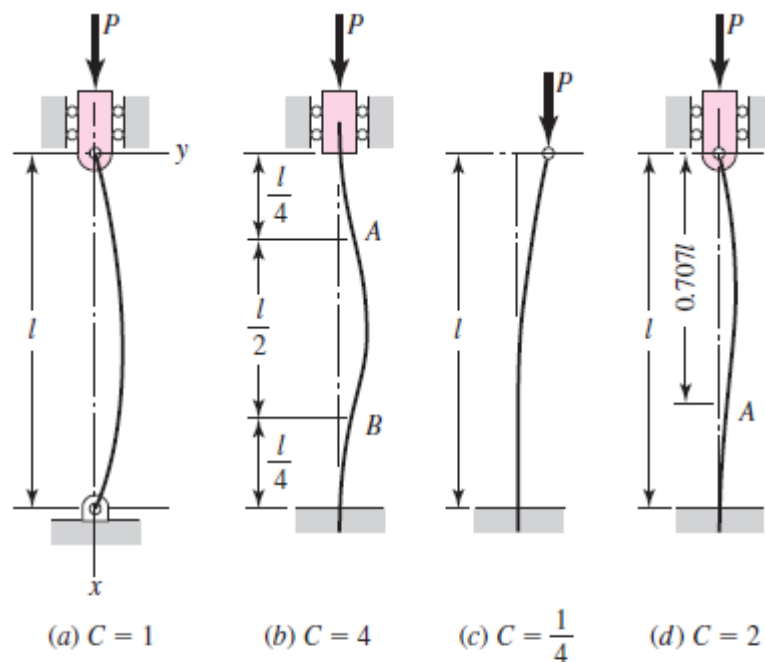 P
P
P
P
y
l
l/4
A
l/2
B
l/4
l
l
0.707l
A
x
(a) C = 1
(b) C = 4
(c) C = 1/4
(d) C = 2